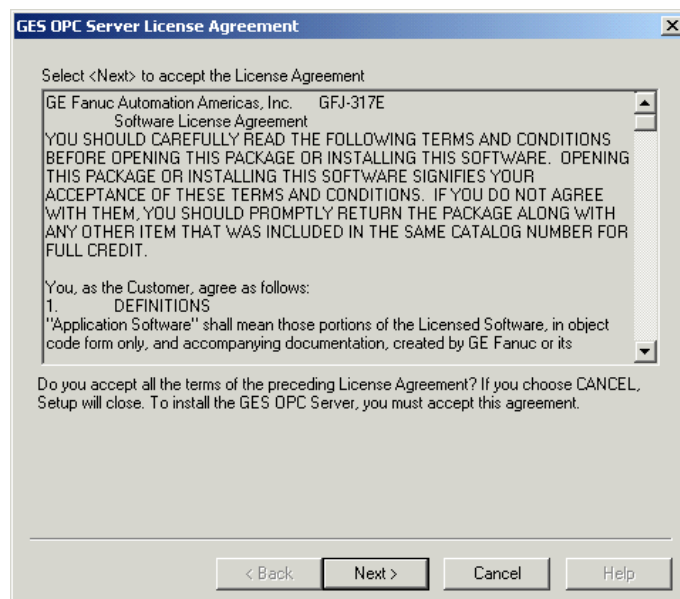 GES OPC Server License Agreement
Select <Next> to accept the License Agreement
GE Fanuc Automation Americas, Inc. GFJ-317E
Software License Agreement
YOU SHOULD CAREFULLY READ THE FOLLOWING TERMS AND CONDITIONS
BEFORE OPENING THIS PACKAGE OR INSTALLING THIS SOFTWARE. OPENING
THIS PACKAGE OR INSTALLING THIS SOFTWARE SIGNIFIES YOUR
ACCEPTANCE OF THESE TERMS AND CONDITIONS. IF YOU DO NOT AGREE
WITH THEM, YOU SHOULD PROMPTLY RETURN THE PACKAGE ALONG WITH
ANY OTHER ITEM THAT WAS INCLUDED IN THE SAME CATALOG NUMBER FOR
FULL CREDIT.
You, as the Customer, agree as follows:
1. DEFINITIONS
"Application Software" shall mean those portions of the Licensed Software, in object
code form only, and accompanying documentation, created by GE Fanuc or its
Do you accept all the terms of the preceding License Agreement? If you choose CANCEL,
Setup will close. To install the GES OPC Server, you must accept this agreement.
< Back Next > Cancel Help